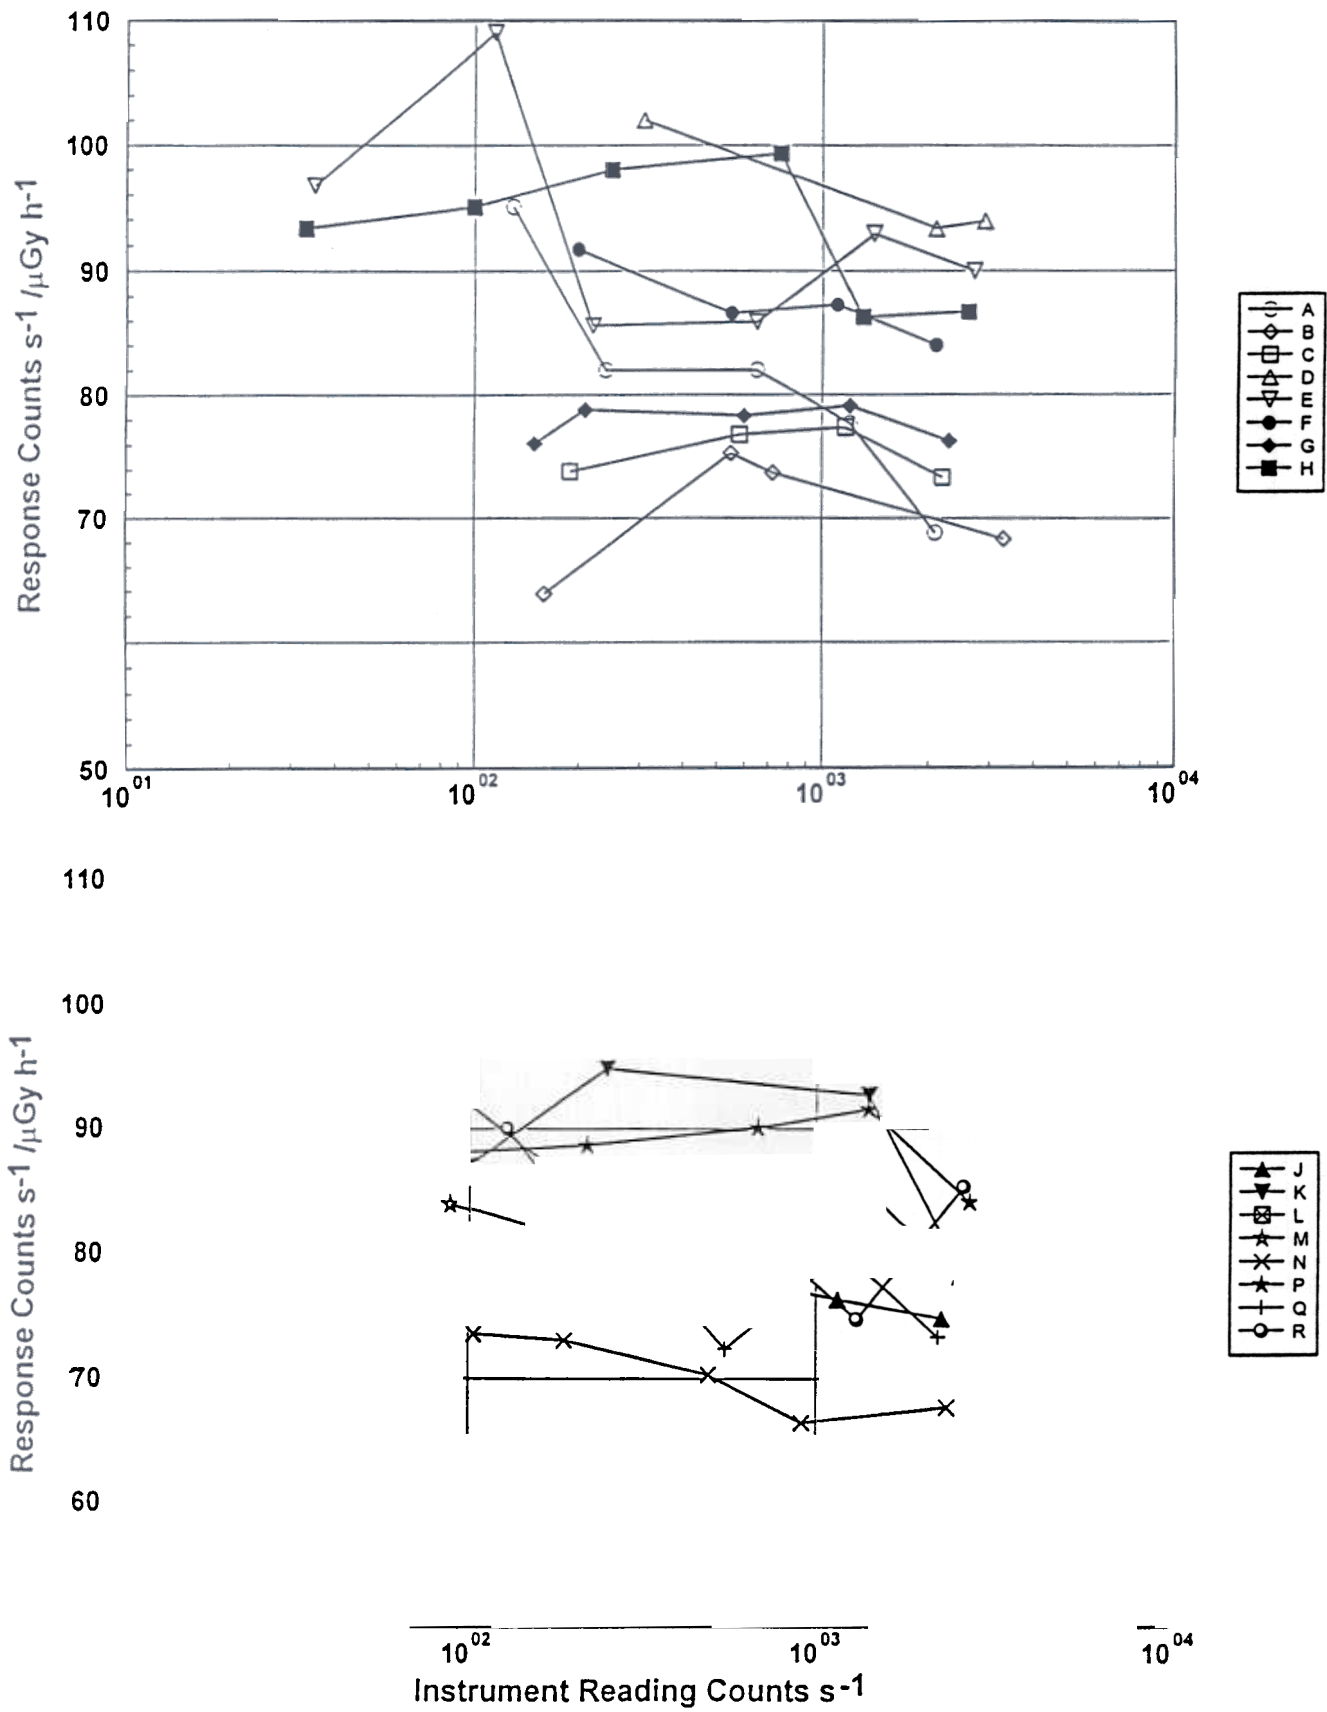 110
100
90
80
70
50
Response Counts s-1 /μGy h-1
10 01
10 02
10 03
10 04
A
B
C
D
E
F
G
H
110
100
90
80
70
60
Response Counts s-1 /μGy h-1
10 02
10 03
10 04
Instrument Reading Counts s-1
J
K
L
M
N
P
Q
R